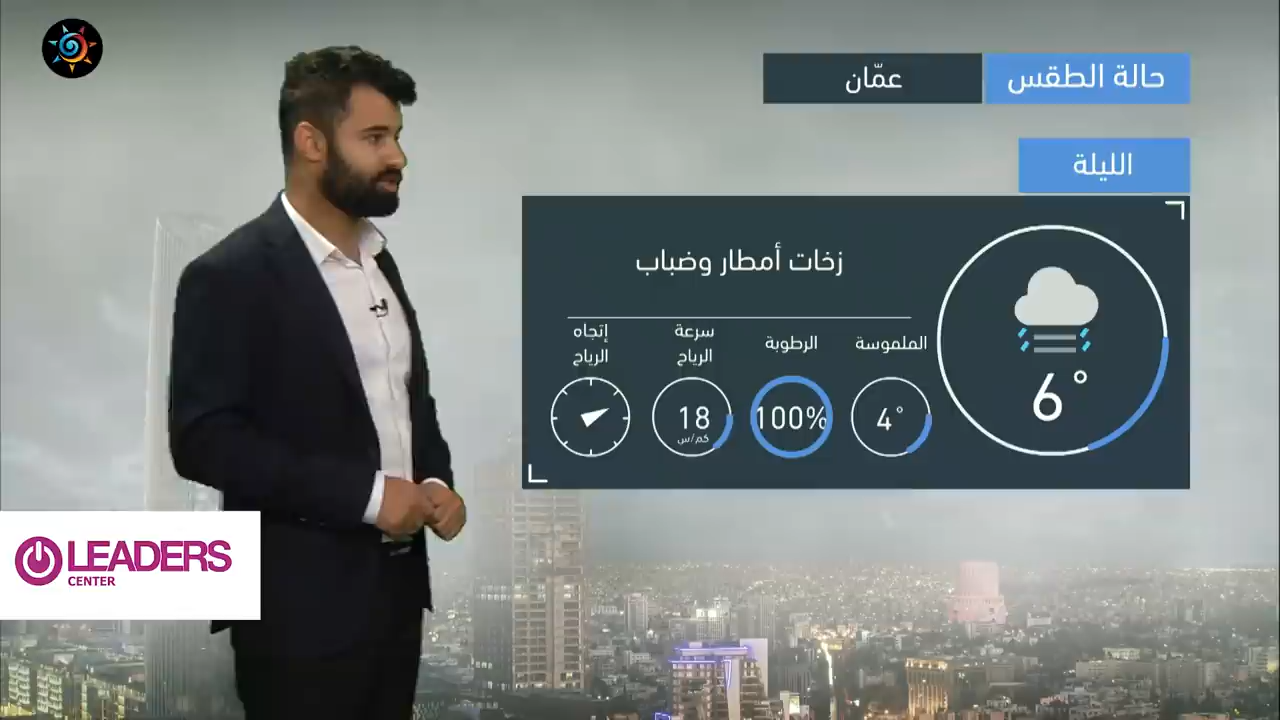 حالة الطقس
عمّان
الليلة
زخات أمطار وضباب
6°
الملموسة
4°
الرطوبة
100%
سرعة
الرياح
18
كم/س
إتجاه
الرياح
LEADERS
CENTER